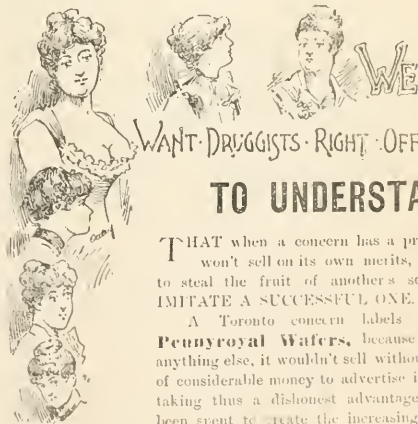 WE
WANT · DRUGGISTS · RIGHT · OFF
TO UNDERSTA
THAT when a concern has a pr
won't sell on its own merits,
to steal the fruit of another's s
IMITATE A SUCCESSFUL ONE.
A Toronto concern labels
Pennyroyal Wafers, because
anything else, it wouldn't sell withou
of considerable money to advertise i
taking thus a dishonest advantage
been spent to create the increasing